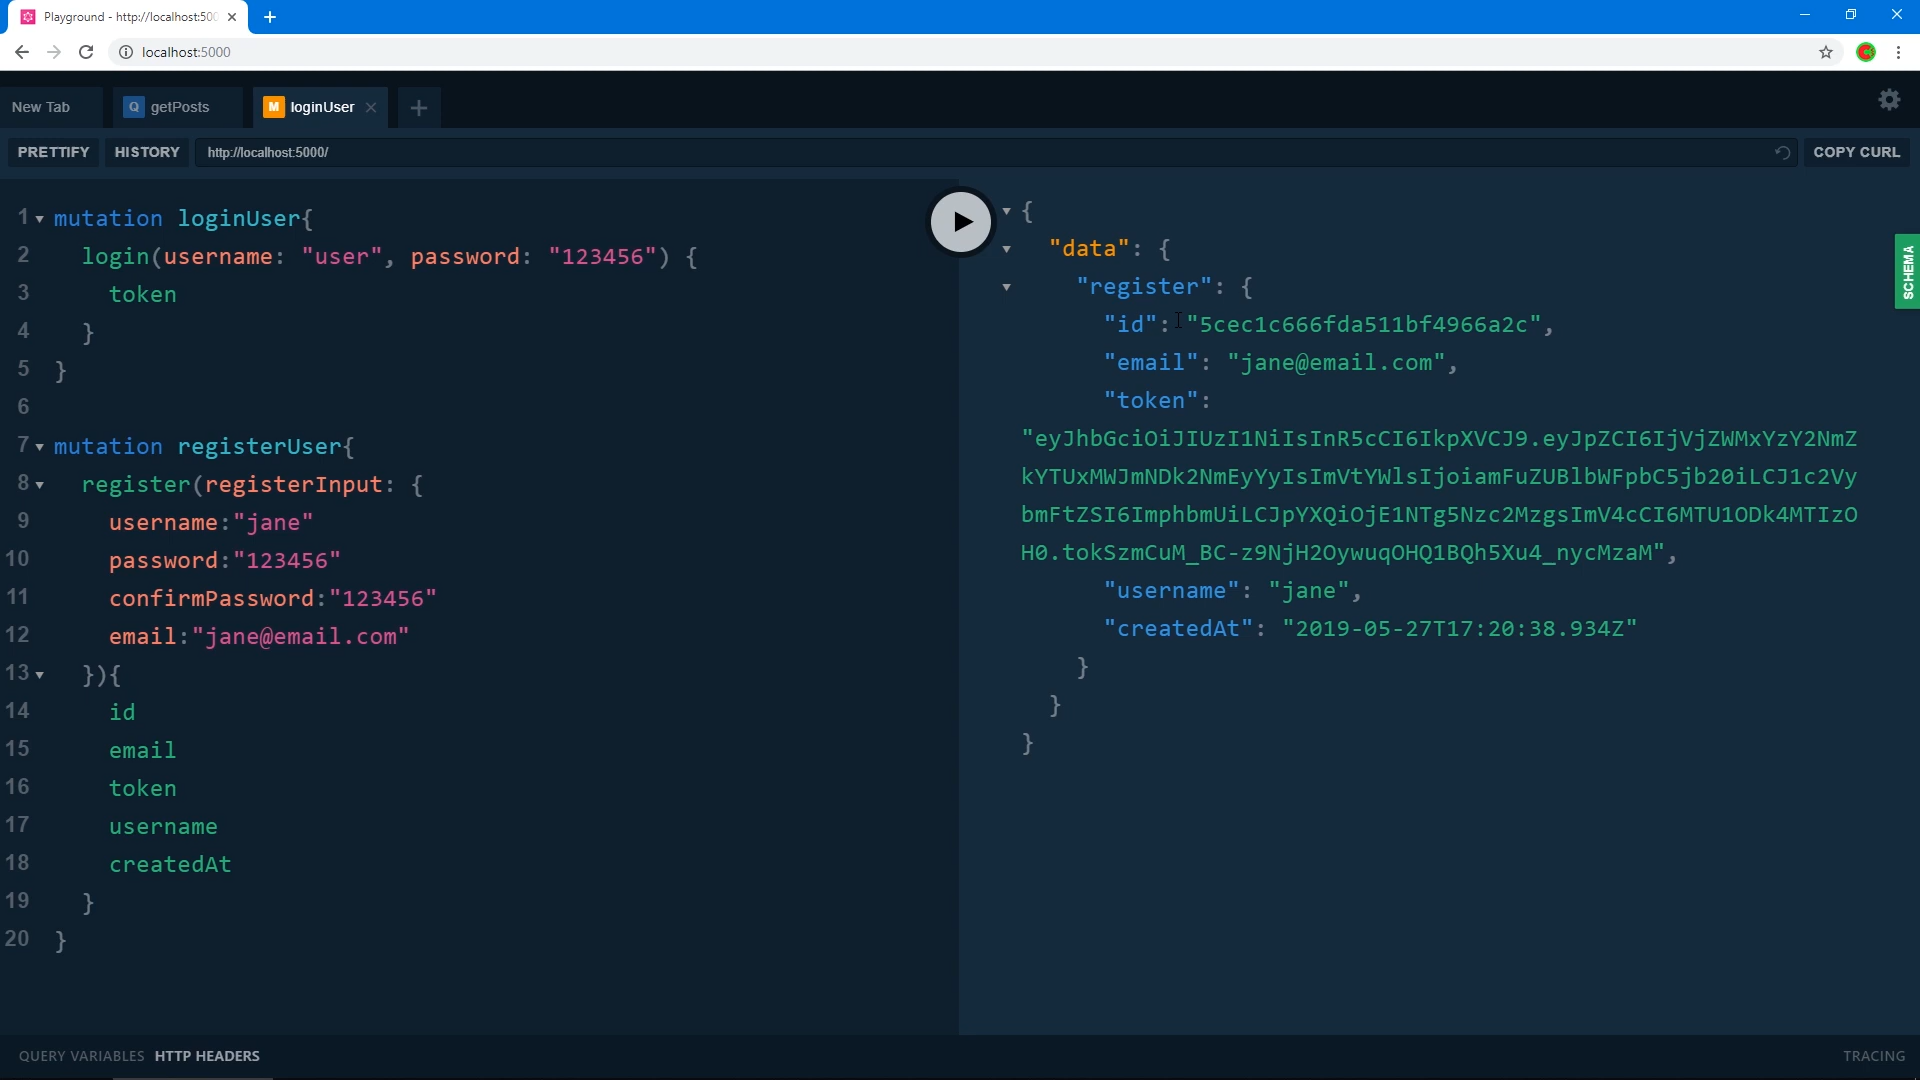 Playground - http://localhost:500
localhost:5000
New Tab
Q getPosts
M loginUser
PRETTIFY HISTORY http://localhost:5000/ COPY CURL
1 mutation loginUser{
2 login(username: "user", password: "123456") {
3 token
4 }
5 }
6
7 mutation registerUser{
8 register(registerInput: {
9 username:"jane"
10 password:"123456"
11 confirmPassword:"123456"
12 email:"jane@email.com"
13 }){
14 id
15 email
16 token
17 username
18 createdAt
19 }
20 }
{
"data": {
"register": {
"id": "5cec1c666fda511bf4966a2c",
"email": "jane@email.com",
"token":
"eyJhbGciOiJIUzI1NiIsInR5cCI6IkpXVCJ9.eyJpZCI6IjVjZWMxYzY2NmZ
kYTUxMWJmNDk2NmEyYyIsImVtYWlsIjoiamFuZUBlbWFpbC5jb20iLCJ1c2Vy
bmFtZSI6ImphbmUiLCJpYXQiOjE1NTg5Nzc2MzgsImV4cCI6MTU1ODk4MTIzO
H0.tokSzmCuM_BC-z9NjH2OywuqOHQ1BQh5Xu4_nycMzaM",
"username": "jane",
"createdAt": "2019-05-27T17:20:38.934Z"
}
}
}
SCHEMA
QUERY VARIABLES HTTP HEADERS
TRACING